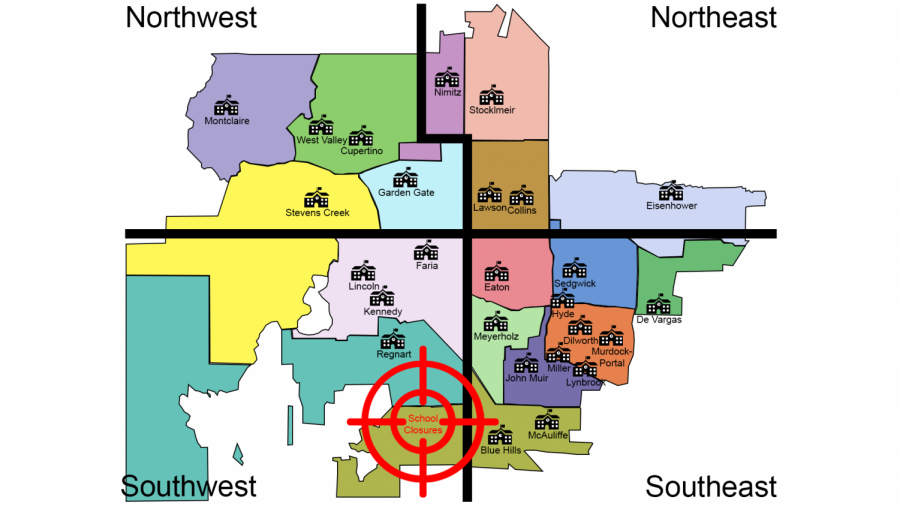 Northwest
Northeast
Nimitz
Stocklmeir
Montclaire
West Valley
Cupertino
Garden Gate
Stevens Creek
Lawson
Collins
Eisenhower
Faria
Lincoln
Kennedy
Eaton
Sedgwick
Hyde
De Vargas
Regnart
Meyerholz
Dilworth
Murdock-
Portal
Miller
John Muir
Lynbrook
School
Closures
McAuliffe
Blue Hills
Southwest
Southeast